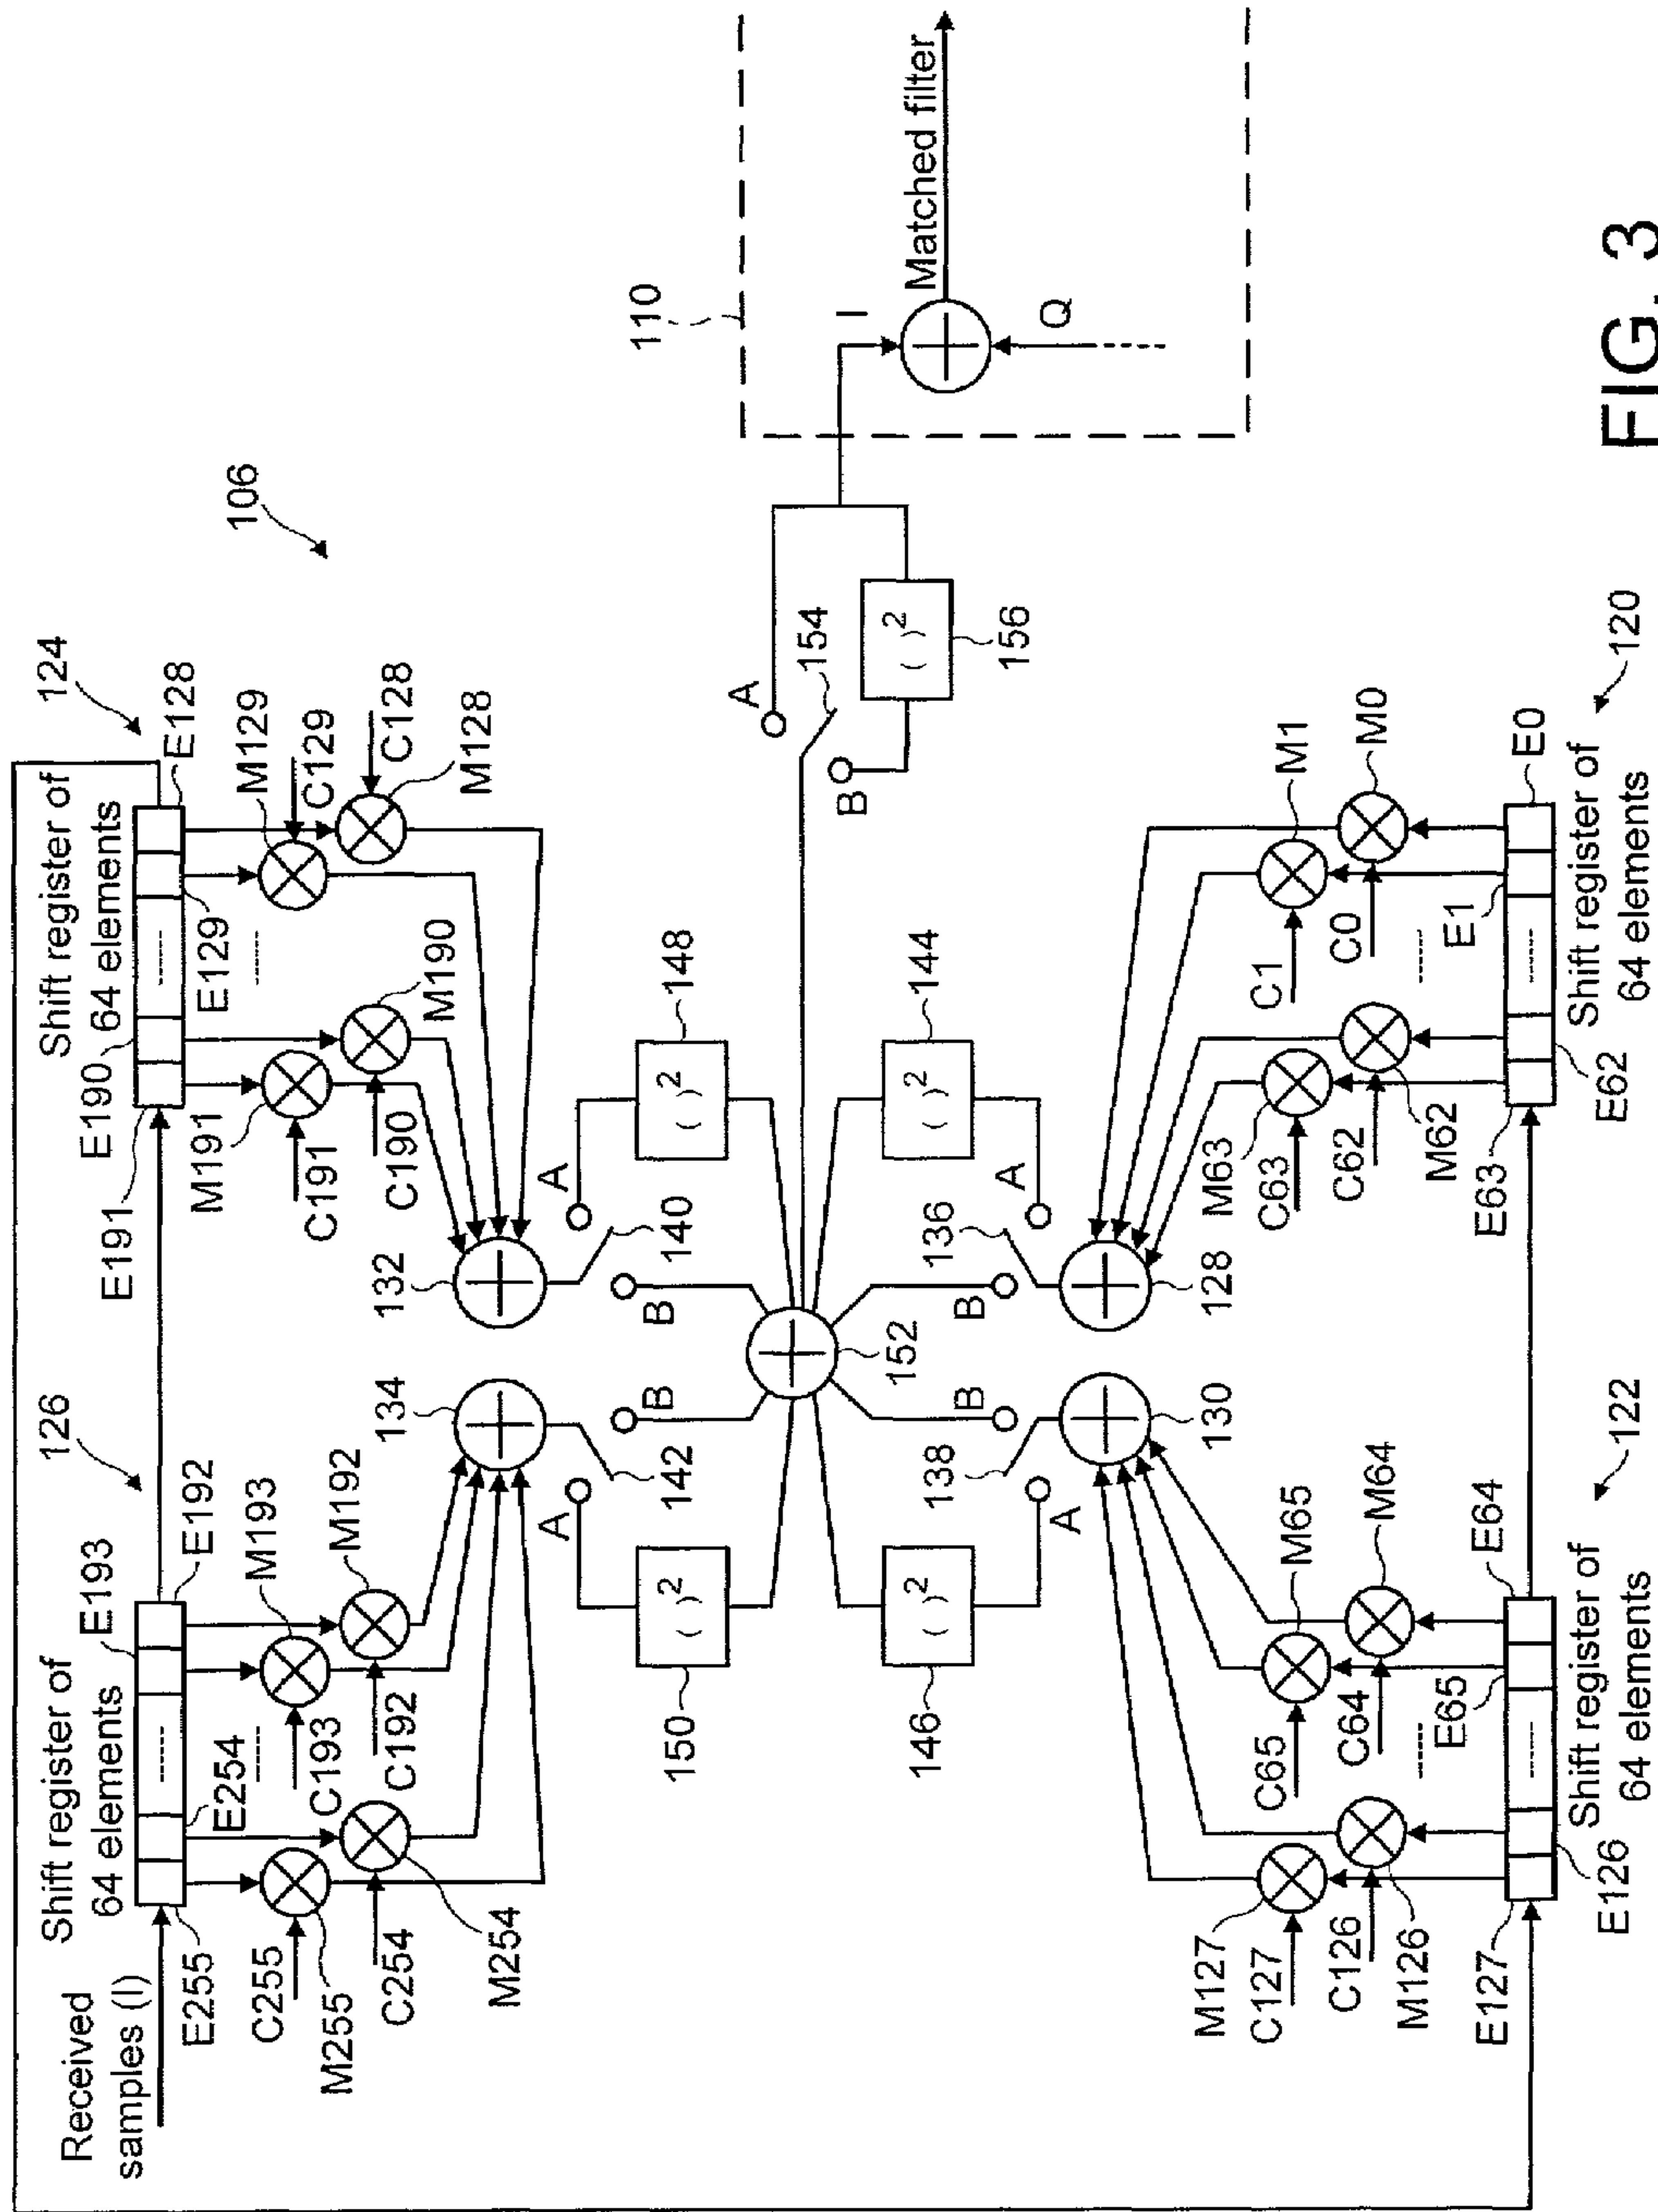 Received
samples (I)
Shift register of
64 elements
126
E193
E192
E255
E254
C255
M255
C254
M254
C193
M193
C192
M192
Shift register of
64 elements
124
E191
E190
E129
E128
M191
C191
C190
M190
M129
C129
C128
M128
106
134
132
142
140
A
B
B
A
150
( )²
148
( )²
152
146
( )²
144
( )²
A
B
B
A
138
136
130
128
M127
C127
C126
M126
M65
C65
C64
M64
E127
E126
E65
E64
Shift register of
64 elements
122
M63
C63
C62
M62
M1
C1
C0
M0
E63
E62
E1
E0
Shift register of
64 elements
120
A
B
154
( )²
156
110
I
Q
Matched filter
FIG. 3